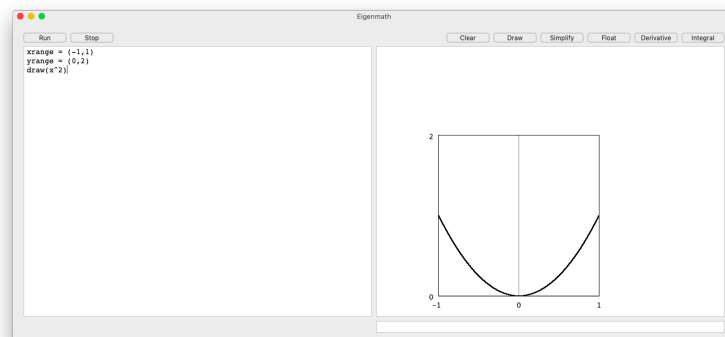 Eigenmath
Run Stop Clear Draw Simplify Float Derivative Integral
xrange = (-1,1)
yrange = (0,2)
draw(x^2)
2
0
-1 0 1